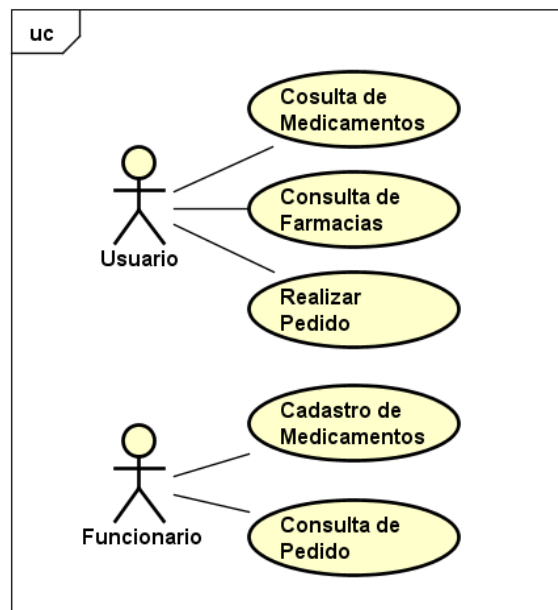 uc
Cosulta de
Medicamentos
Consulta de
Farmacias
Usuario
Realizar
Pedido
Cadastro de
Medicamentos
Funcionario
Consulta de
Pedido